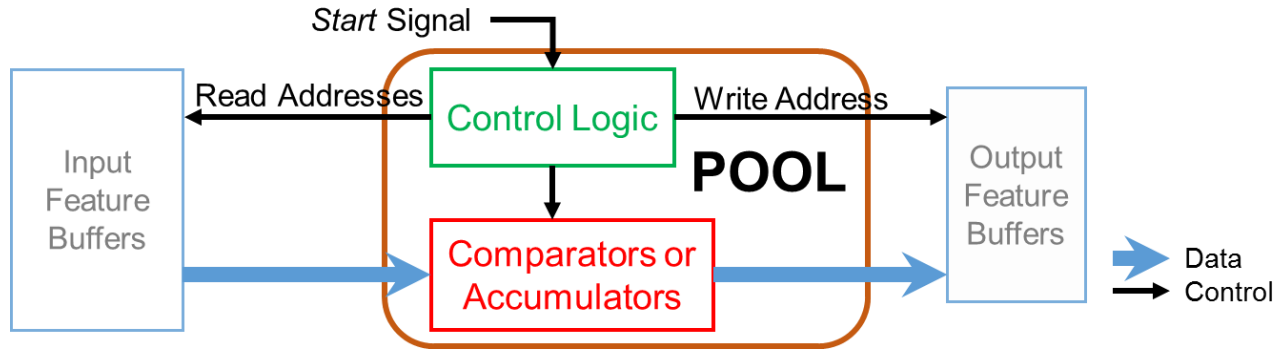 Start Signal
Read Addresses
Control Logic
Write Address
Input
Feature
Buffers
POOL
Output
Feature
Buffers
Comparators or
Accumulators
Data
Control